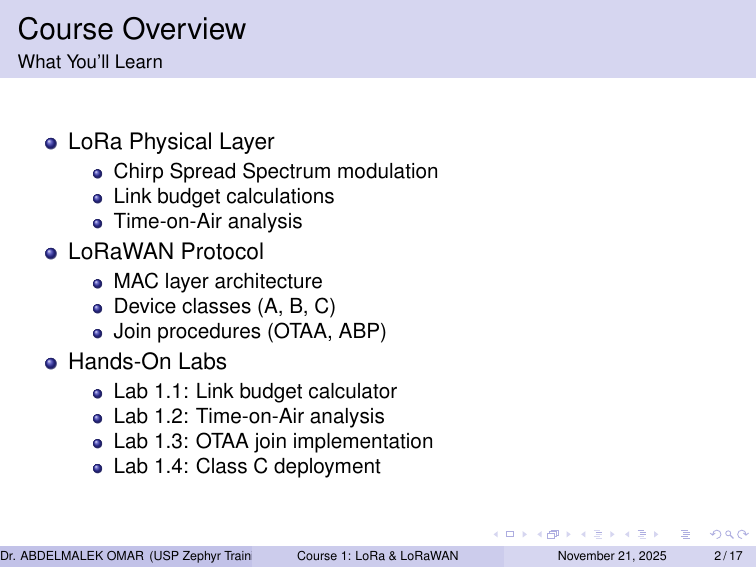 Course Overview
What You'll Learn
LoRa Physical Layer
Chirp Spread Spectrum modulation
Link budget calculations
Time-on-Air analysis
LoRaWAN Protocol
MAC layer architecture
Device classes (A, B, C)
Join procedures (OTAA, ABP)
Hands-On Labs
Lab 1.1: Link budget calculator
Lab 1.2: Time-on-Air analysis
Lab 1.3: OTAA join implementation
Lab 1.4: Class C deployment
Dr. ABDELMALEK OMAR (USP Zephyr Train Course 1: LoRa & LoRaWAN November 21, 2025 2 / 17